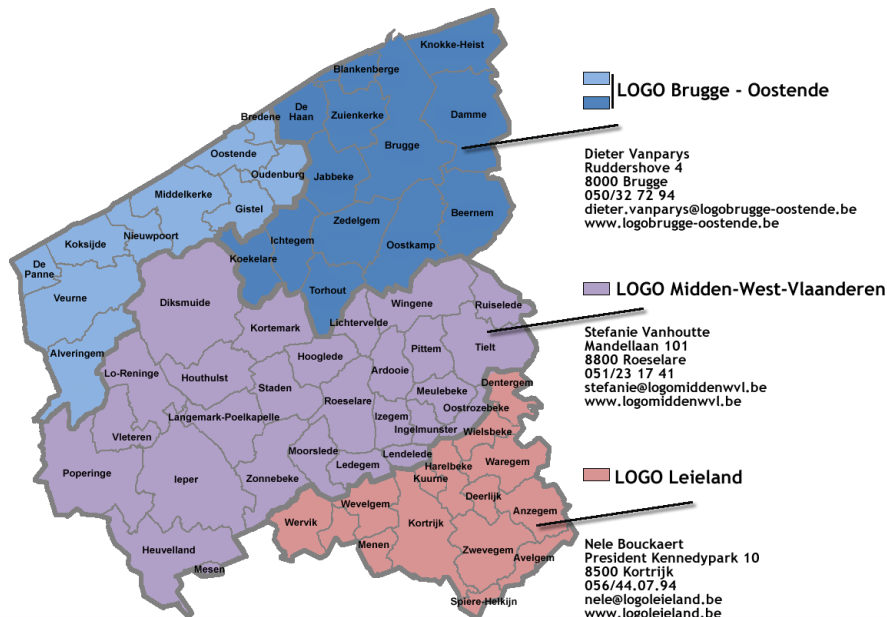 Knokke-Heist
Blankenberge
De
Haan
Zuienkerke
Damme
Bredene
Brugge
Oostende
Oudenburg
Jabbeke
Middelkerke
Gistel
Beernem
Zedelgem
Nieuwpoort
Koksijde
Ichtegem
Oostkamp
Koekelare
De
Panne
Veurne
Torhout
Diksmuide
Wingene
Ruiselede
Kortemark
Lichtervelde
Alveringem
Hooglede
Pittem
Tielt
Lo-Reninge
Houthulst
Ardooie
Staden
Dentergem
Meulebeke
Roeselare
Oostrozebeke
Langemark-Poelkapelle
Izegem
Ingelmunster
Wielsbeke
Vleteren
Moorslede
Lendelede
Ledegem
Harelbeke
Waregem
Poperinge
Ieper
Zonnebeke
Kuurne
Deerlijk
Wevelgem
Anzegem
Wervik
Kortrijk
Menen
Zwevegem
Avelgem
Heuvelland
Mesen
Spiere-Helkijn
LOGO Brugge - Oostende
Dieter Vanparys
Ruddershove 4
8000 Brugge
050/32 72 94
dieter.vanparys@logobrugge-oostende.be
www.logobrugge-oostende.be
LOGO Midden-West-Vlaanderen
Stefanie Vanhoutte
Mandellaan 101
8800 Roeselare
051/23 17 41
stefanie@logomiddenwvl.be
www.logomiddenwvl.be
LOGO Leieland
Nele Bouckaert
President Kennedypark 10
8500 Kortrijk
056/44.07.94
nele@logoleieland.be
www.logoleieland.be